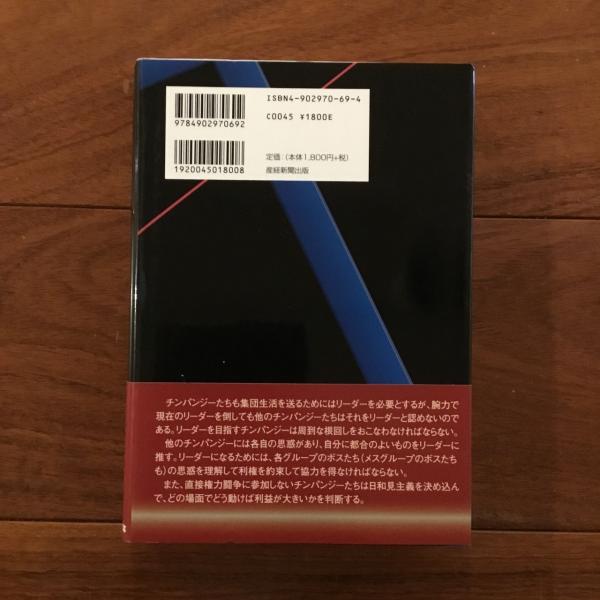 ISBN4-902970-69-4
C0045 ¥1800E
9784902970692
定価:(本体1,800円+税)
産経新聞出版
1920045018008
チンパンジーたちも集団生活を送るためにはリーダーを必要とするが、腕力で
現在のリーダーを倒しても他のチンパンジーたちはそれをリーダーと認めないので
ある。リーダーを目指すチンパンジーは周到な根回しをおこなわなければならない。
他のチンパンジーには各自の思惑があり、自分に都合のよいものをリーダーに
推す。リーダーになるためには、各グループのボスたち(メスグループのボスたち
も)の思惑を理解して利権を約束して協力を得なければならない。
また、直接権力闘争に参加しないチンパンジーたちは日和見主義を決め込ん
で、どの場面でどう動けば利益が大きいかを判断する。